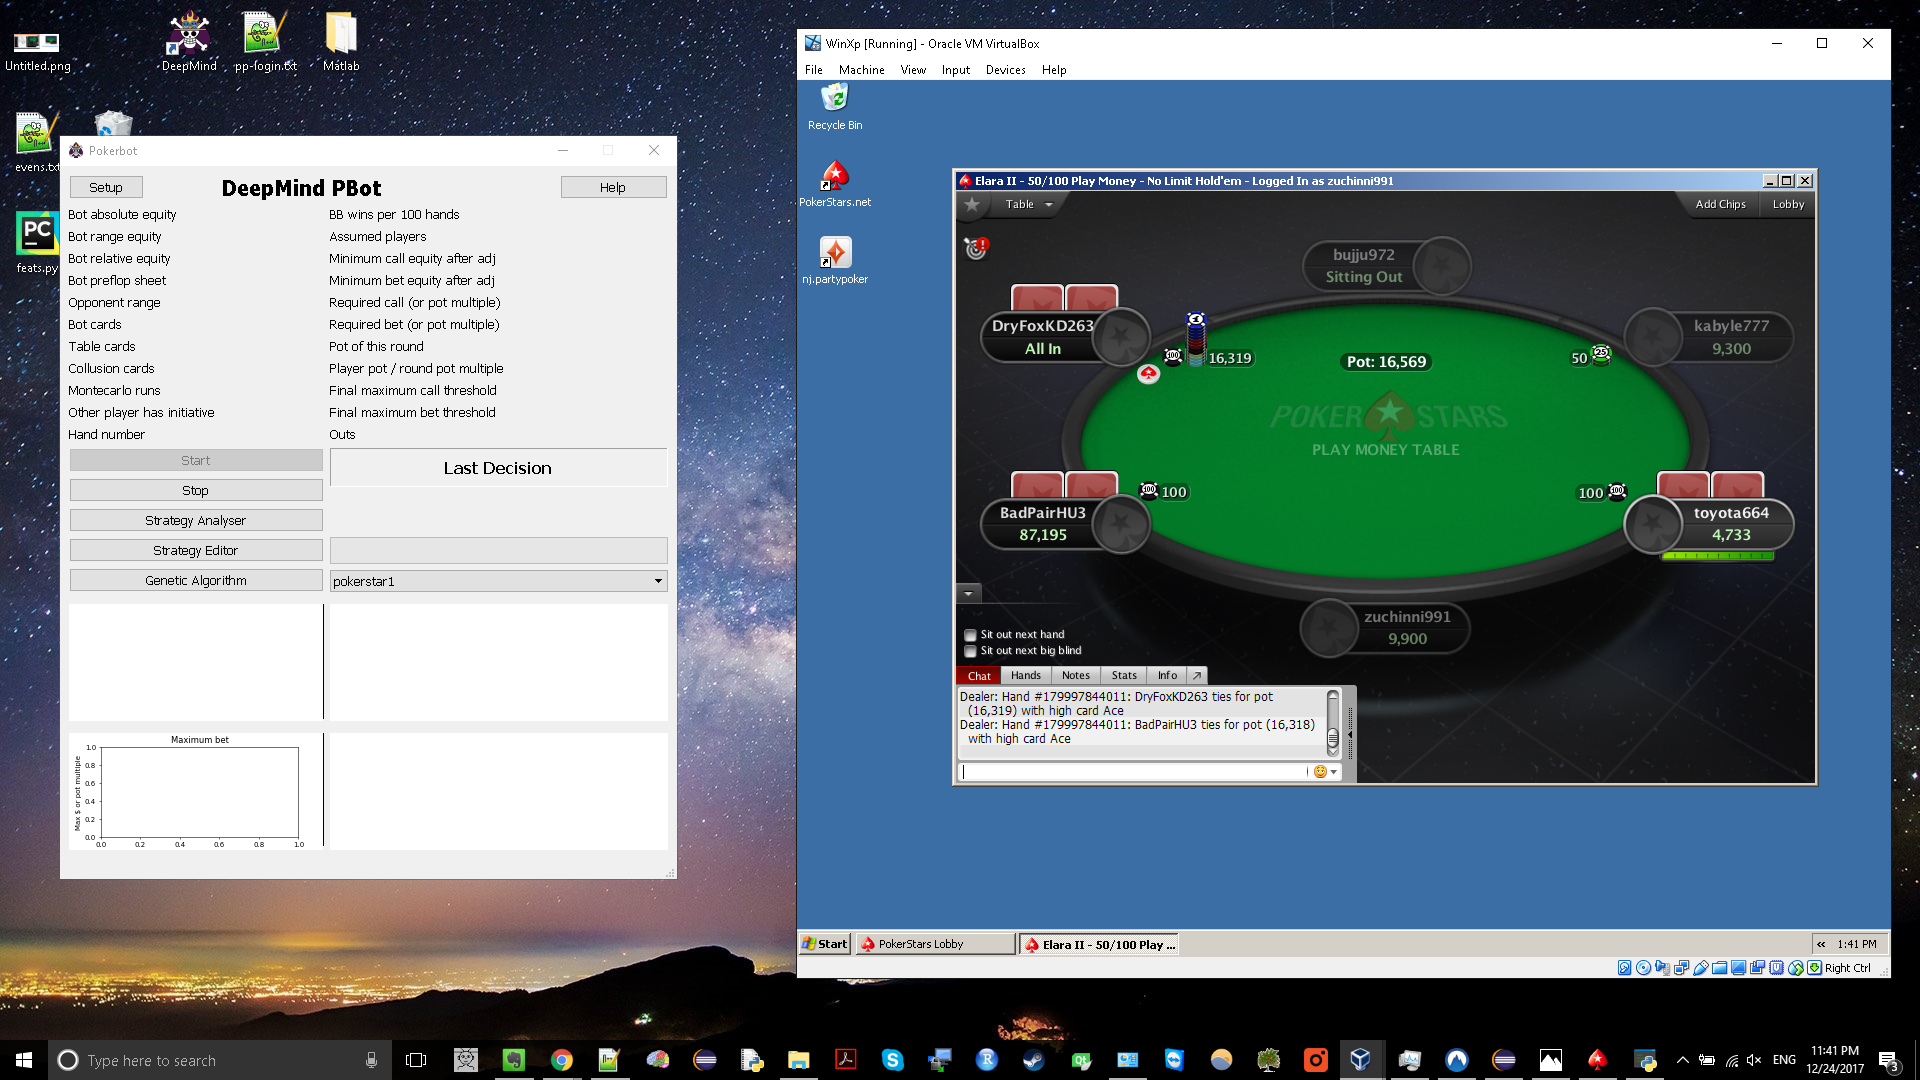 Untitled.png
DeepMind
pp-login.txt
Matlab
evens.txt
PC
feats.py
Pokerbot
Setup
DeepMind PBot
Help
Bot absolute equity
BB wins per 100 hands
Bot range equity
Assumed players
Bot relative equity
Minimum call equity after adj
Bot preflop sheet
Minimum bet equity after adj
Opponent range
Required call (or pot multiple)
Bot cards
Required bet (or pot multiple)
Table cards
Pot of this round
Collusion cards
Player pot / round pot multiple
Montecarlo runs
Final maximum call threshold
Other player has initiative
Final maximum bet threshold
Hand number
Outs
Start
Last Decision
Stop
Strategy Analyser
Strategy Editor
Genetic Algorithm
pokerstar1
Maximum bet
Max $ or pot multiple
1.0
0.8
0.6
0.4
0.2
0.0
0.0 0.2 0.4 0.6 0.8 1.0
WinXp [Running] - Oracle VM VirtualBox
File Machine View Input Devices Help
Recycle Bin
PokerStars.net
nj.partypoker
Elara II - 50/100 Play Money - No Limit Hold'em - Logged In as zuchinni991
Table
Add Chips
Lobby
bujju972
Sitting Out
DryFoxKD263
All In
100
16,319
Pot: 16,569
50
25
kabyle777
9,300
POKER STARS
PLAY MONEY TABLE
BadPairHU3
87,195
100
100
100
100
toyota664
4,733
zuchinni991
9,900
Sit out next hand
Sit out next big blind
Chat Hands Notes Stats Info
Dealer: Hand #179997844011: DryFoxKD263 ties for pot
(16,319) with high card Ace
Dealer: Hand #179997844011: BadPairHU3 ties for pot (16,318)
with high card Ace
Start
PokerStars Lobby
Elara II - 50/100 Play ...
1:41 PM
Right Ctrl
Type here to search
ENG
11:41 PM
12/24/2017
3